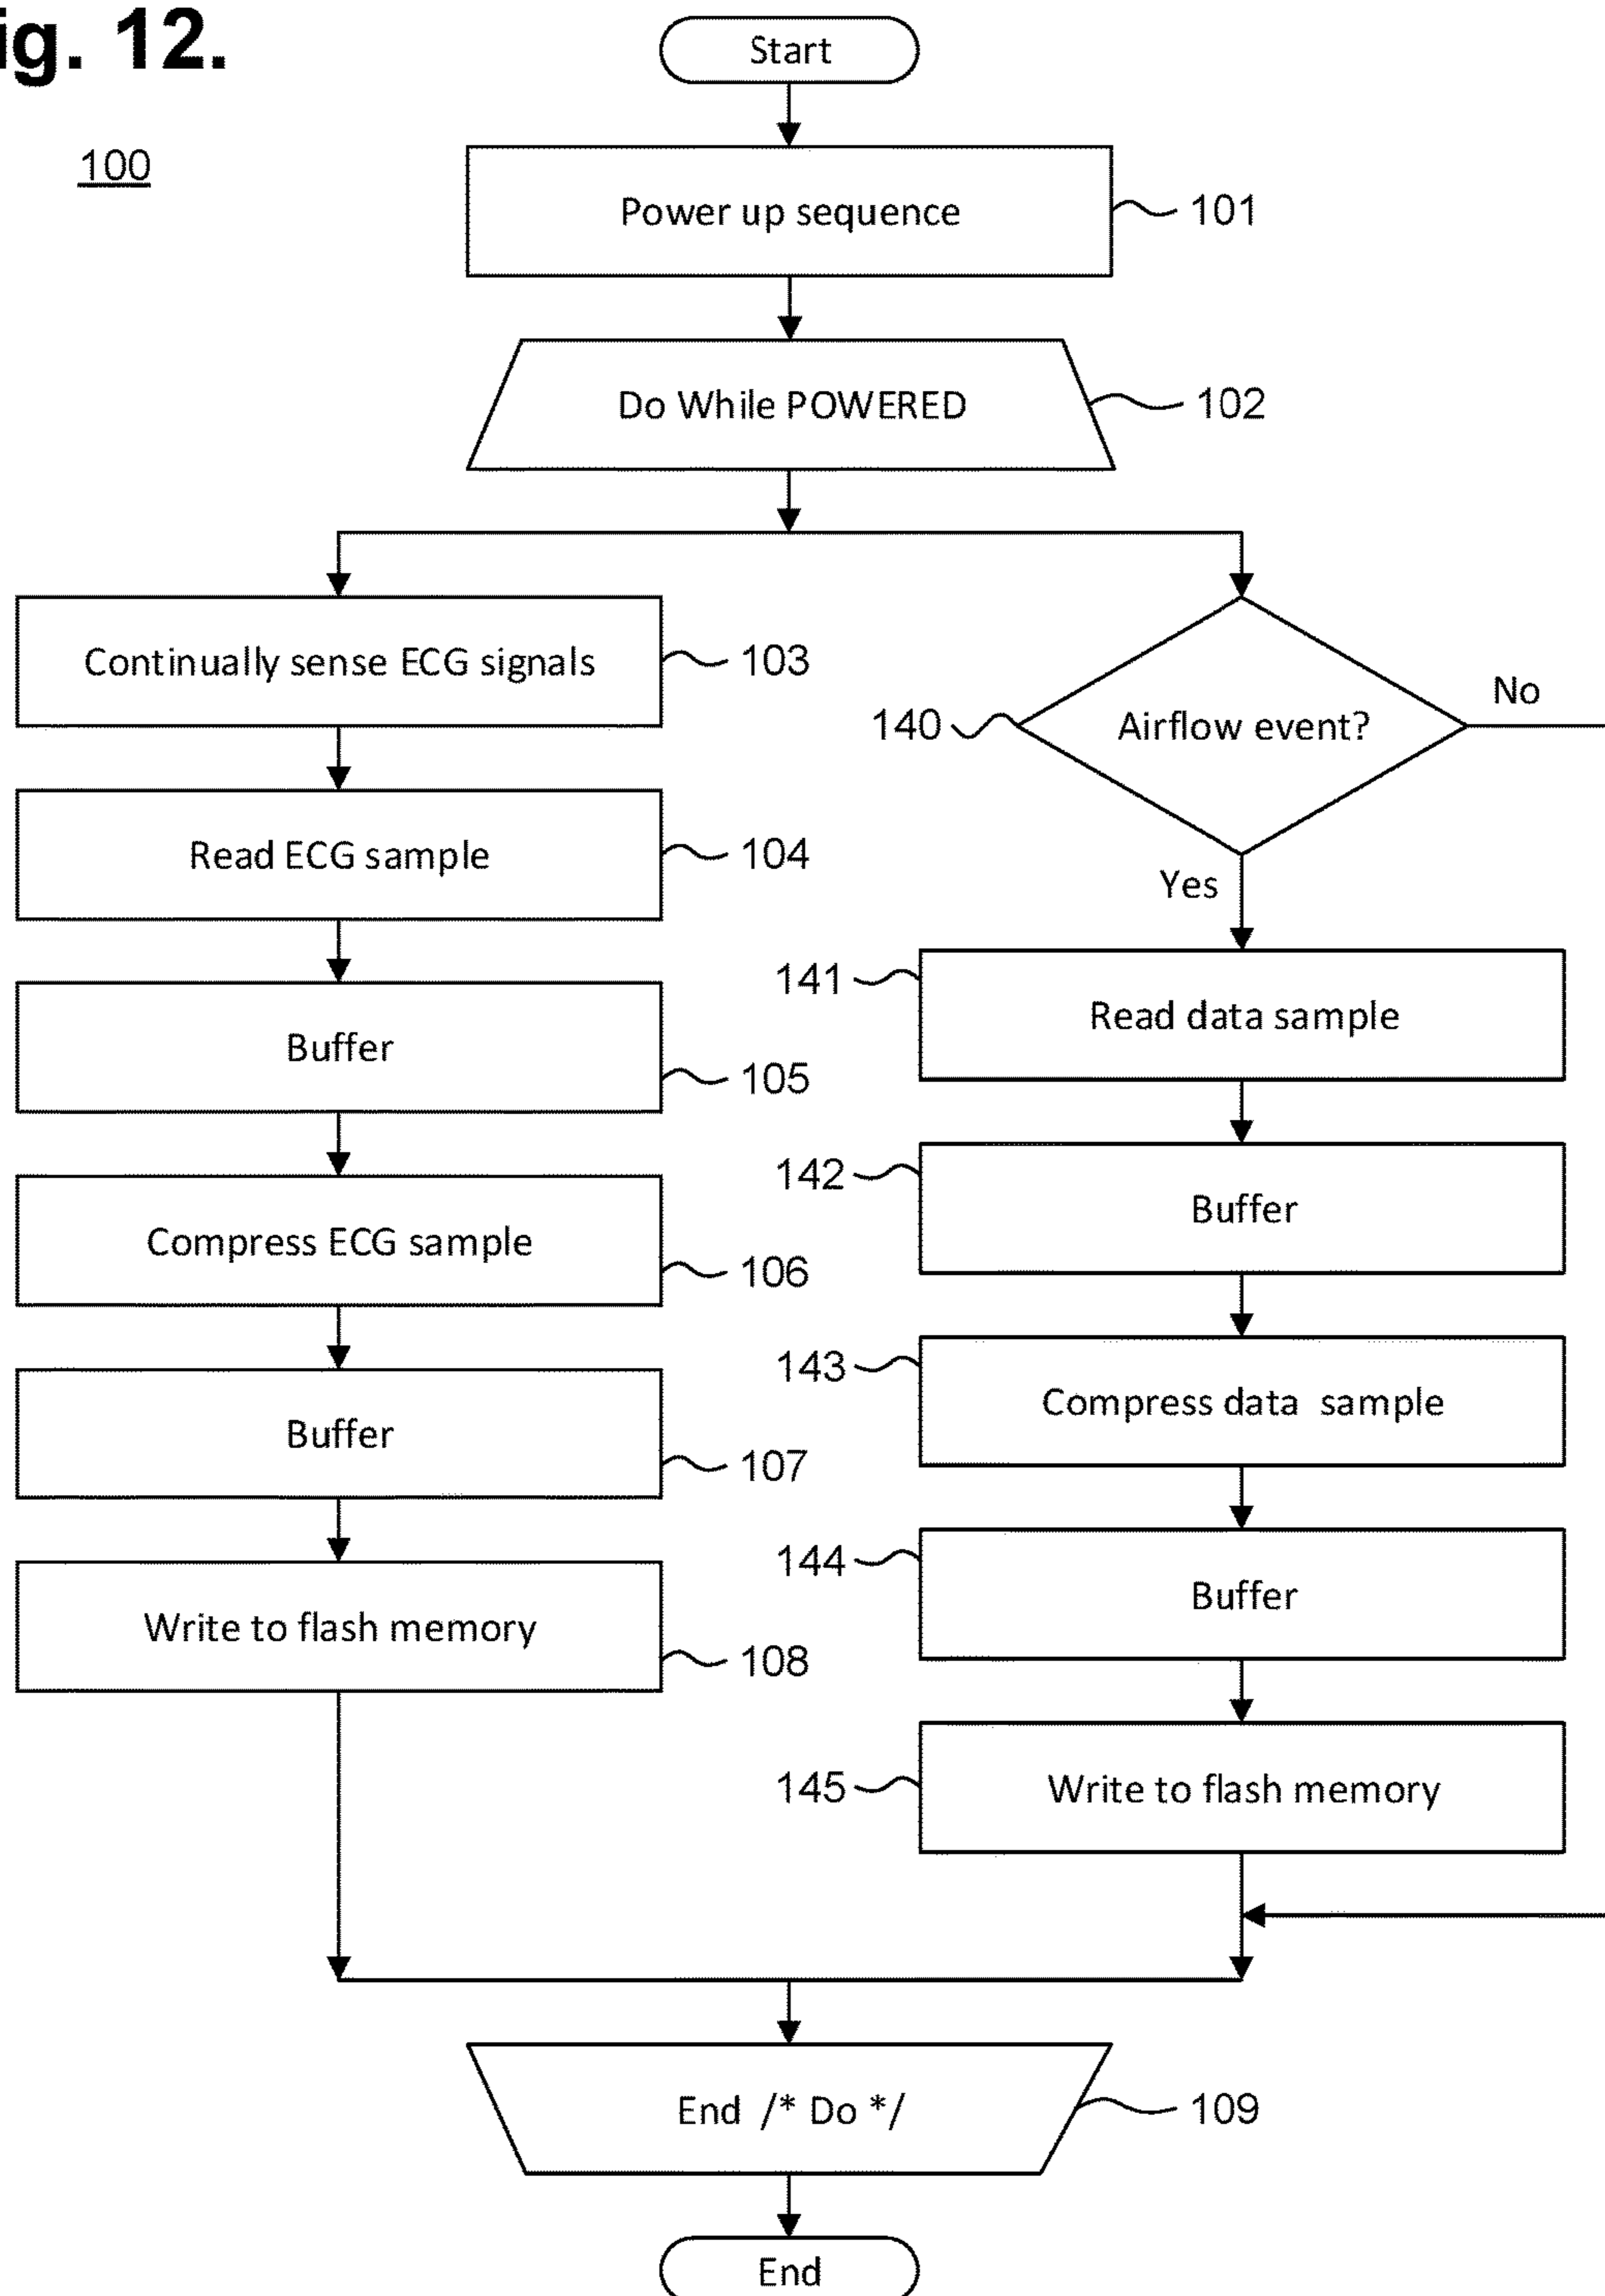 ig. 12.
100
Start
Power up sequence
101
Do While POWERED
102
Continually sense ECG signals
103
Read ECG sample
104
Buffer
105
Compress ECG sample
106
Buffer
107
Write to flash memory
108
140
Airflow event?
No
Yes
141
Read data sample
142
Buffer
143
Compress data sample
144
Buffer
145
Write to flash memory
End /* Do */
109
End